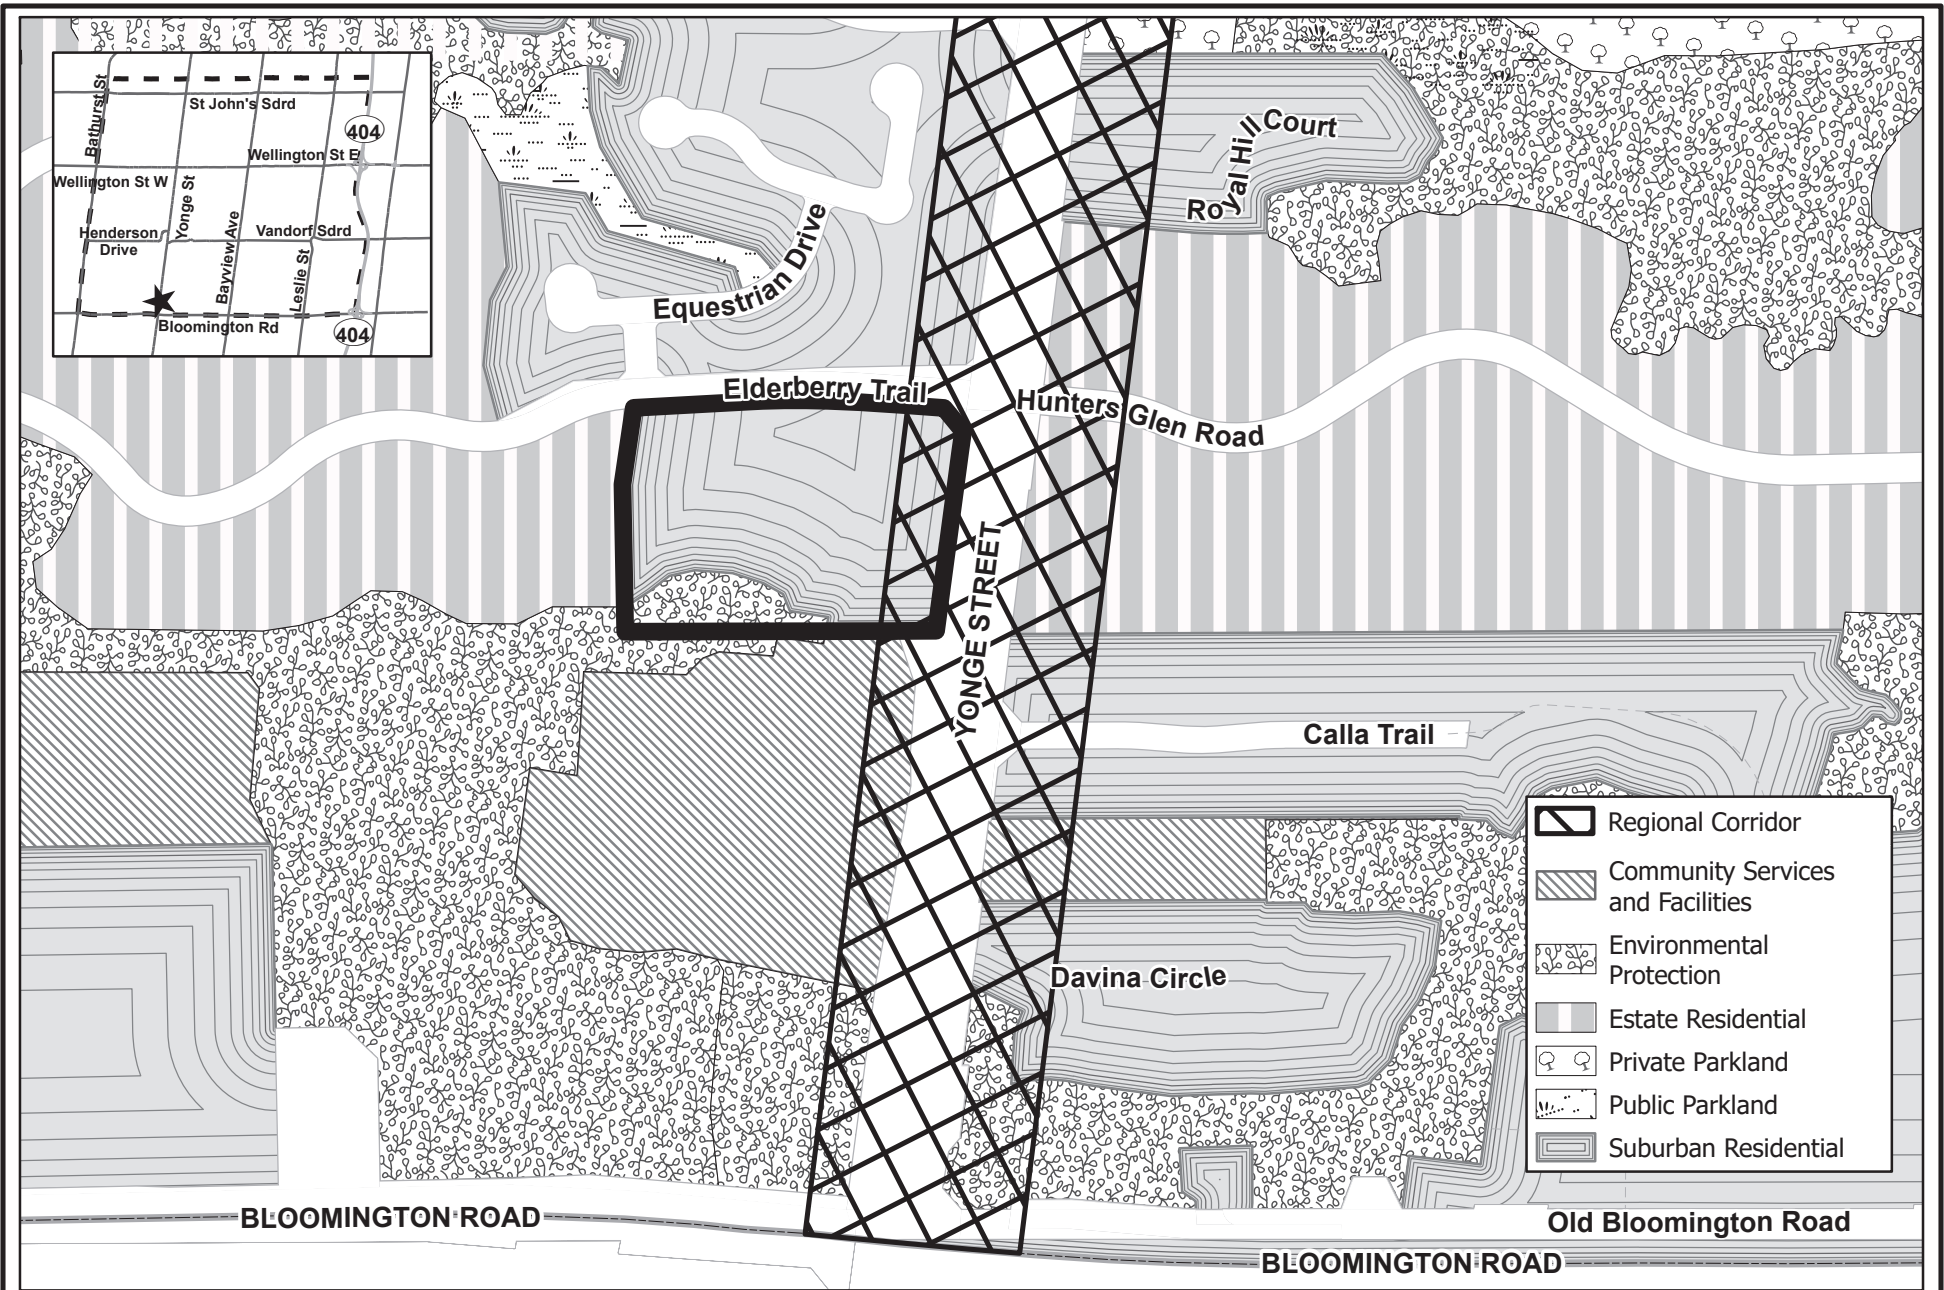 Bathurst St
St John's Sdrd
404
Wellington St E
Wellington St W
Yonge St
Henderson
Drive
Bayview Ave
Vandorf Sdrd
Leslie St
Bloomington Rd
404
Royal Hill Court
Equestrian Drive
Elderberry Trail
Hunters Glen Road
YONGE STREET
Calla Trail
Davina Circle
Regional Corridor
Community Services
and Facilities
Environmental
Protection
Estate Residential
Private Parkland
Public Parkland
Suburban Residential
BLOOMINGTON ROAD
Old Bloomington Road
BLOOMINGTON ROAD